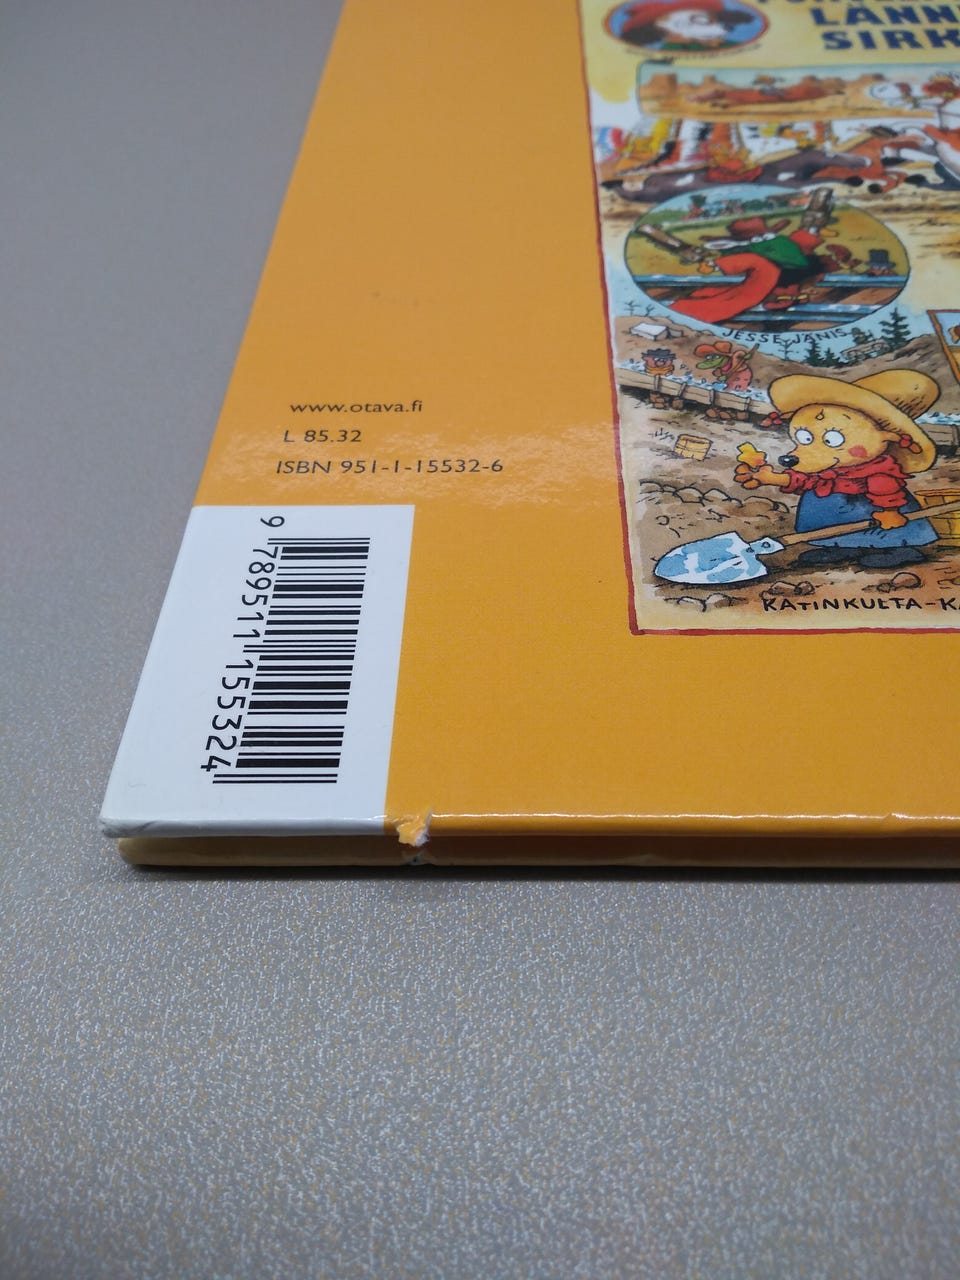 LÄNN
SIRK
JESSE JÄNIS
www.otava.fi
L 85.32
ISBN 951-1-15532-6
9 789511 155324
KATINKULTA-KA